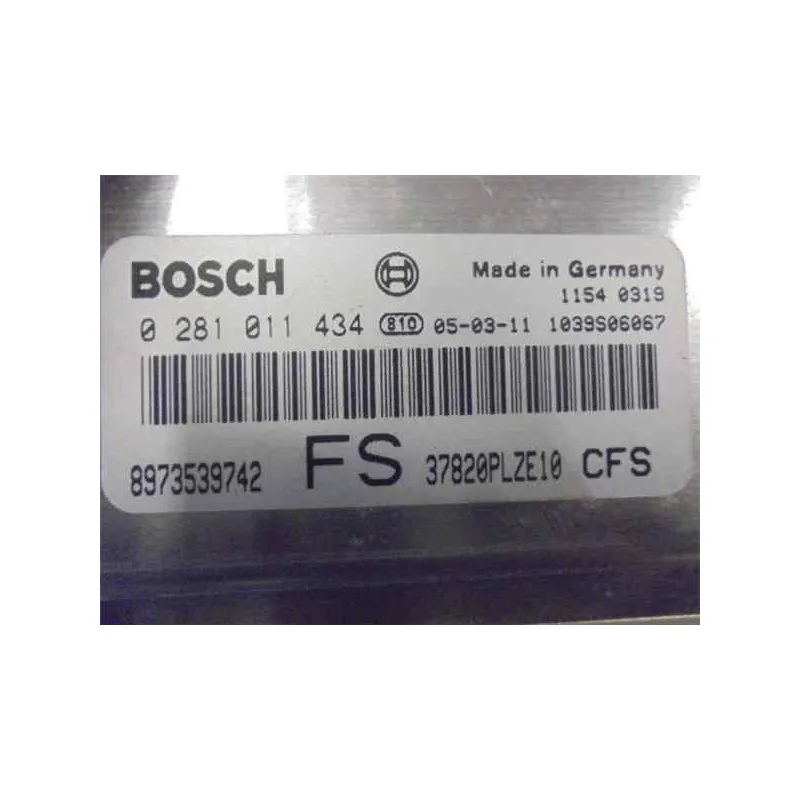 BOSCH Made in Germany
1154 0319
0 281 011 434 810 05-03-11 1039S06067
8973539742 FS 37820PLZE10 CFS